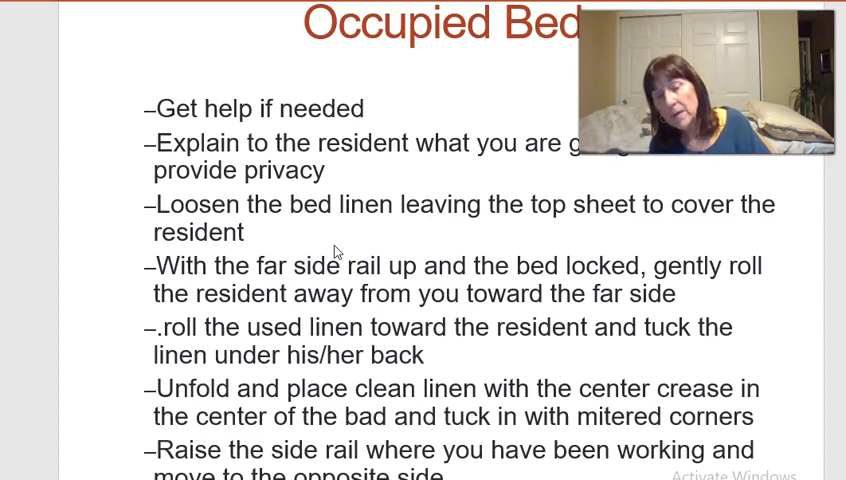 Occupied Bed
–Get help if needed
–Explain to the resident what you are
provide privacy
–Loosen the bed linen leaving the top sheet to cover the
resident
–With the far side rail up and the bed locked, gently roll
the resident away from you toward the far side
–.roll the used linen toward the resident and tuck the
linen under his/her back
–Unfold and place clean linen with the center crease in
the center of the bad and tuck in with mitered corners
–Raise the side rail where you have been working and
move to the opposite side
Activate Windows